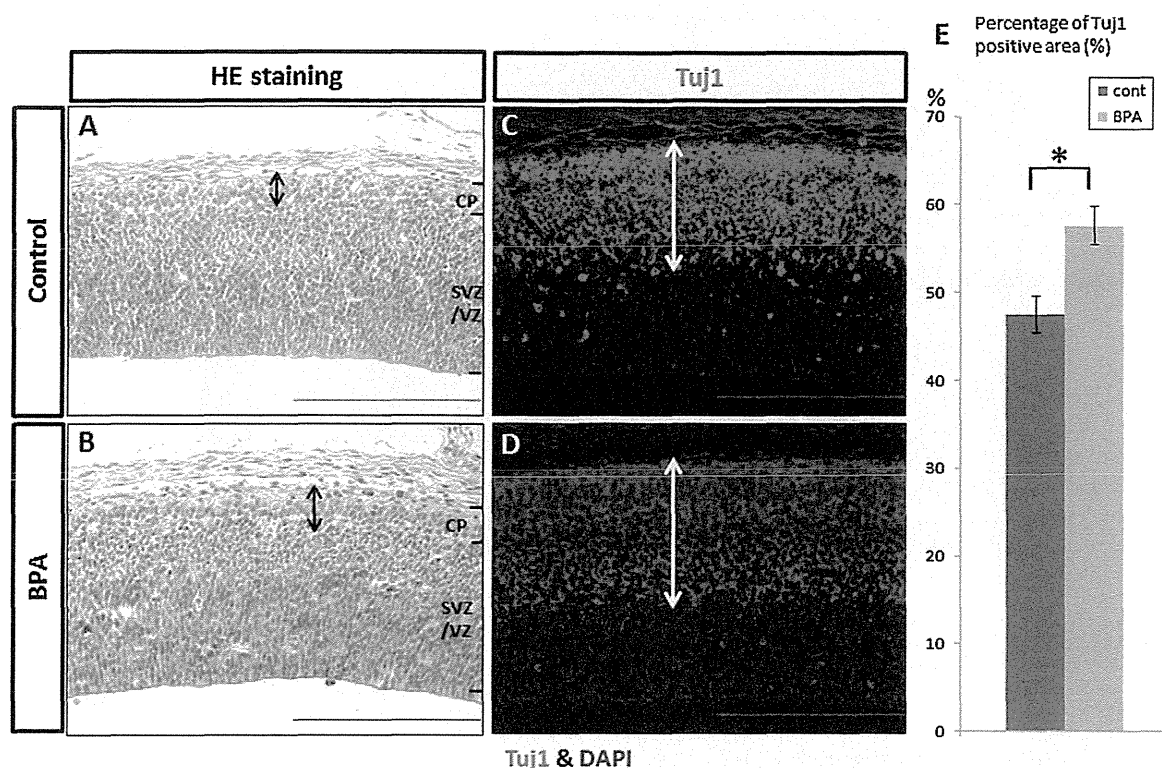 HE staining
Tuj1
Control
BPA
A
CP
SVZ
/VZ
B
CP
SVZ
/VZ
C
D
Tuj1 & DAPI
E
Percentage of Tuj1
positive area (%)
cont
BPA
%
70
60
50
40
30
20
10
0
*